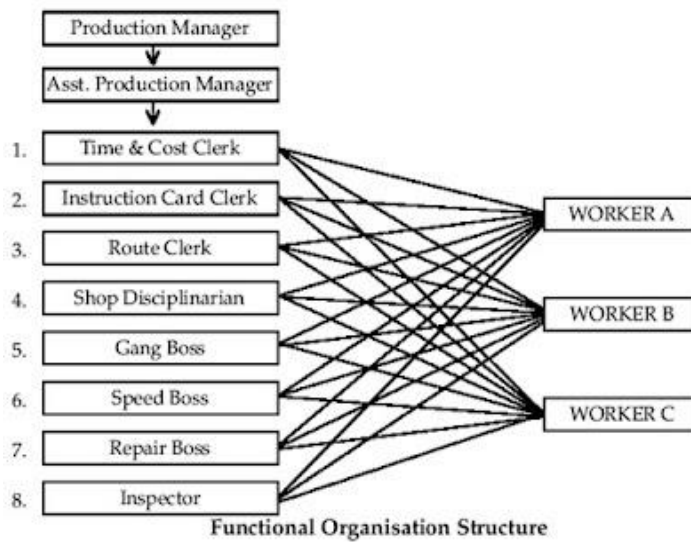 Production Manager
Asst. Production Manager
1. Time & Cost Clerk
2. Instruction Card Clerk
WORKER A
3. Route Clerk
4. Shop Disciplinarian
WORKER B
5. Gang Boss
6. Speed Boss
WORKER C
7. Repair Boss
8. Inspector
Functional Organisation Structure